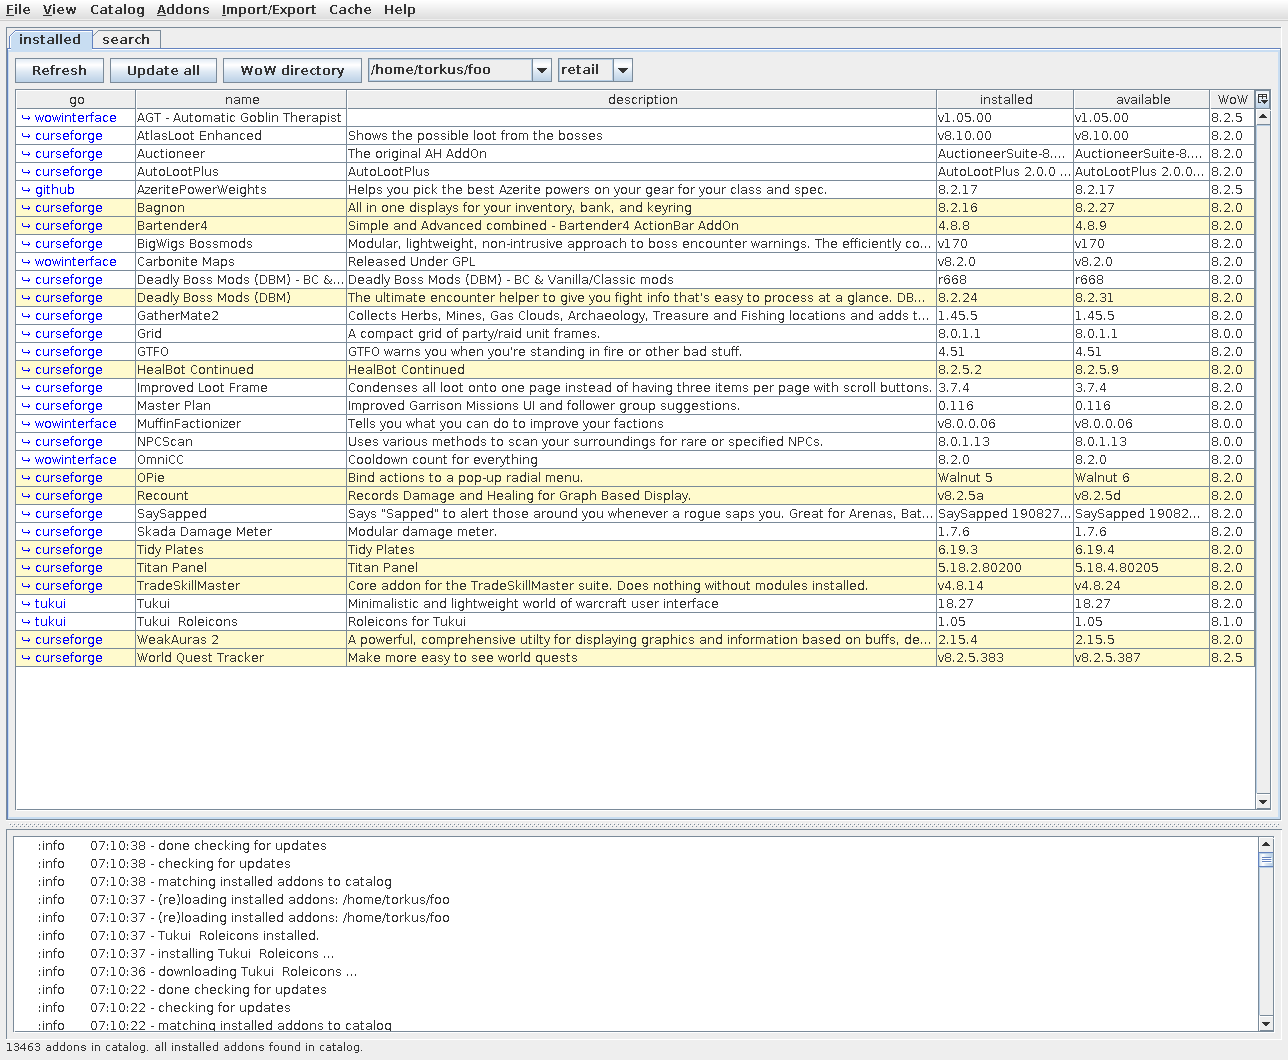 File View Catalog Addons Import/Export Cache Help
installed search
Refresh Update all WoW directory /home/torkus/foo retail
go name description installed available WoW
↪ wowinterface AGT - Automatic Goblin Therapist v1.05.00 v1.05.00 8.2.5
↪ curseforge AtlasLoot Enhanced Shows the possible loot from the bosses v8.10.00 v8.10.00 8.2.0
↪ curseforge Auctioneer The original AH AddOn AuctioneerSuite-8.... AuctioneerSuite-8.... 8.2.0
↪ curseforge AutoLootPlus AutoLootPlus AutoLootPlus 2.0.0 ... AutoLootPlus 2.0.0... 8.2.0
↪ github AzeritePowerWeights Helps you pick the best Azerite powers on your gear for your class and spec. 8.2.17 8.2.17 8.2.5
↪ curseforge Bagnon All in one displays for your inventory, bank, and keyring 8.2.16 8.2.27 8.2.0
↪ curseforge Bartender4 Simple and Advanced combined - Bartender4 ActionBar AddOn 4.8.8 4.8.9 8.2.0
↪ curseforge BigWigs Bossmods Modular, lightweight, non-intrusive approach to boss encounter warnings. The efficiently co... v170 v170 8.2.0
↪ wowinterface Carbonite Maps Released Under GPL v8.2.0 v8.2.0 8.2.0
↪ curseforge Deadly Boss Mods (DBM) - BC &... Deadly Boss Mods (DBM) - BC & Vanilla/Classic mods r668 r668 8.2.0
↪ curseforge Deadly Boss Mods (DBM) The ultimate encounter helper to give you fight info that's easy to process at a glance. DB... 8.2.24 8.2.31 8.2.0
↪ curseforge GatherMate2 Collects Herbs, Mines, Gas Clouds, Archaeology, Treasure and Fishing locations and adds t... 1.45.5 1.45.5 8.2.0
↪ curseforge Grid A compact grid of party/raid unit frames. 8.0.1.1 8.0.1.1 8.0.0
↪ curseforge GTFO GTFO warns you when you're standing in fire or other bad stuff. 4.51 4.51 8.2.0
↪ curseforge HealBot Continued HealBot Continued 8.2.5.2 8.2.5.9 8.2.0
↪ curseforge Improved Loot Frame Condenses all loot onto one page instead of having three items per page with scroll buttons. 3.7.4 3.7.4 8.2.0
↪ curseforge Master Plan Improved Garrison Missions UI and follower group suggestions. 0.116 0.116 8.2.0
↪ wowinterface MuffinFactionizer Tells you what you can do to improve your factions v8.0.0.06 v8.0.0.06 8.0.0
↪ curseforge NPCScan Uses various methods to scan your surroundings for rare or specified NPCs. 8.0.1.13 8.0.1.13 8.0.0
↪ wowinterface OmniCC Cooldown count for everything 8.2.0 8.2.0 8.2.0
↪ curseforge OPie Bind actions to a pop-up radial menu. Walnut 5 Walnut 6 8.2.0
↪ curseforge Recount Records Damage and Healing for Graph Based Display. v8.2.5a v8.2.5d 8.2.0
↪ curseforge SaySapped Says "Sapped" to alert those around you whenever a rogue saps you. Great for Arenas, Bat... SaySapped 190827... SaySapped 19082... 8.2.0
↪ curseforge Skada Damage Meter Modular damage meter. 1.7.6 1.7.6 8.2.0
↪ curseforge Tidy Plates Tidy Plates 6.19.3 6.19.4 8.2.0
↪ curseforge Titan Panel Titan Panel 5.18.2.80200 5.18.4.80205 8.2.0
↪ curseforge TradeSkillMaster Core addon for the TradeSkillMaster suite. Does nothing without modules installed. v4.8.14 v4.8.24 8.2.0
↪ tukui Tukui Minimalistic and lightweight world of warcraft user interface 18.27 18.27 8.2.0
↪ tukui Tukui Roleicons Roleicons for Tukui 1.05 1.05 8.1.0
↪ curseforge WeakAuras 2 A powerful, comprehensive utilty for displaying graphics and information based on buffs, de... 2.15.4 2.15.5 8.2.0
↪ curseforge World Quest Tracker Make more easy to see world quests v8.2.5.383 v8.2.5.387 8.2.5
:info 07:10:38 - done checking for updates
:info 07:10:38 - checking for updates
:info 07:10:38 - matching installed addons to catalog
:info 07:10:37 - (re)loading installed addons: /home/torkus/foo
:info 07:10:37 - (re)loading installed addons: /home/torkus/foo
:info 07:10:37 - Tukui Roleicons installed.
:info 07:10:37 - installing Tukui Roleicons ...
:info 07:10:36 - downloading Tukui Roleicons ...
:info 07:10:22 - done checking for updates
:info 07:10:22 - checking for updates
:info 07:10:22 - matching installed addons to catalog
13463 addons in catalog. all installed addons found in catalog.